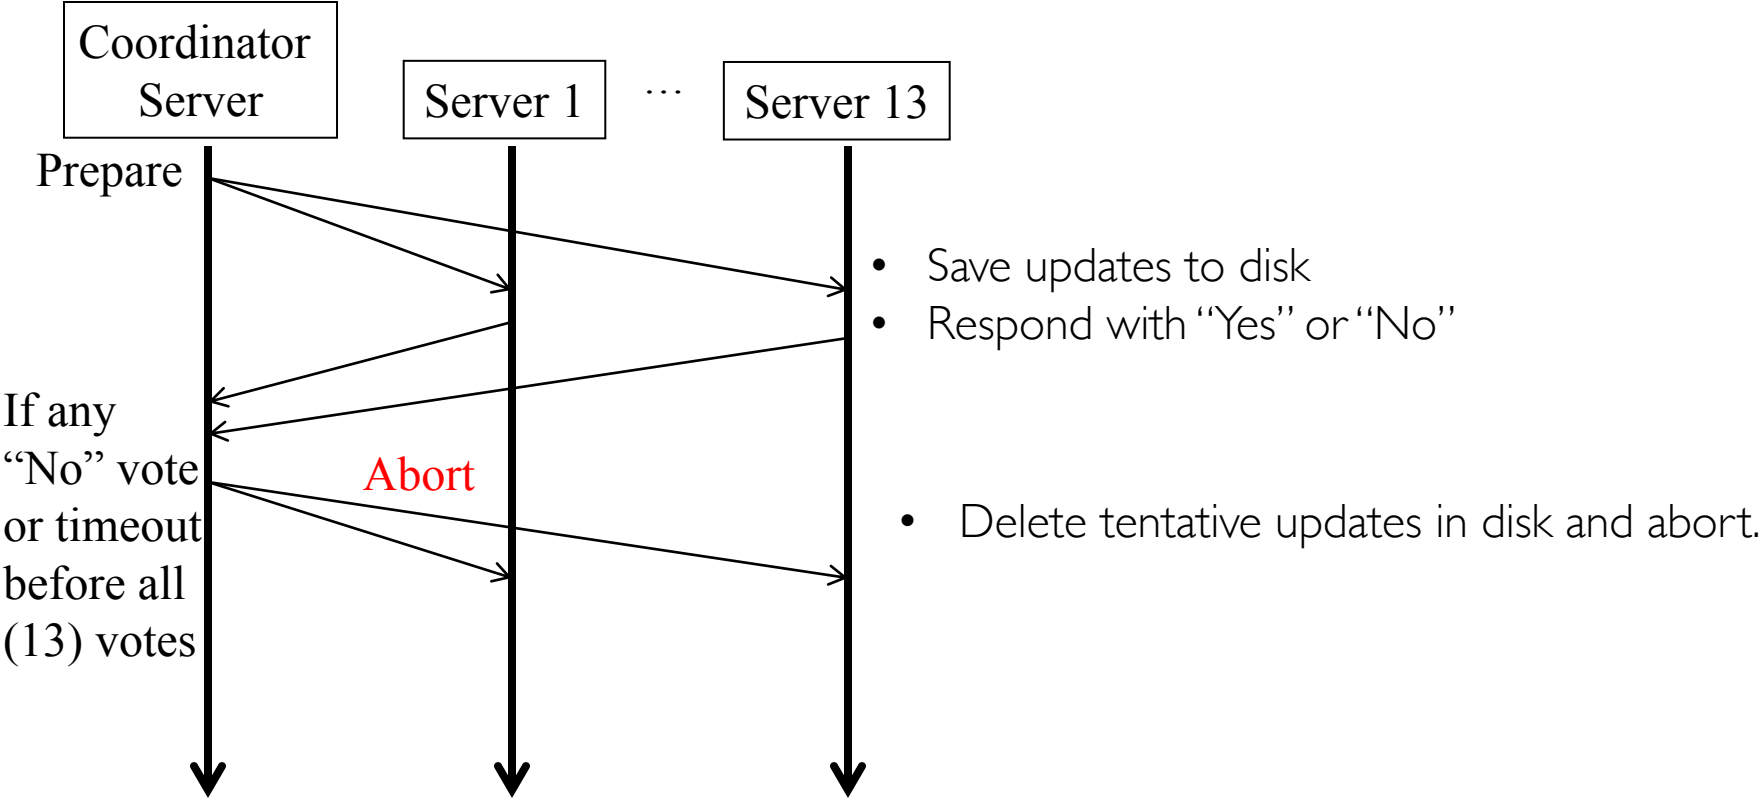 Coordinator
Server
Server 1
…
Server 13
Prepare
• Save updates to disk
• Respond with “Yes” or “No”
If any
“No” vote
or timeout
before all
(13) votes
Abort
• Delete tentative updates in disk and abort.